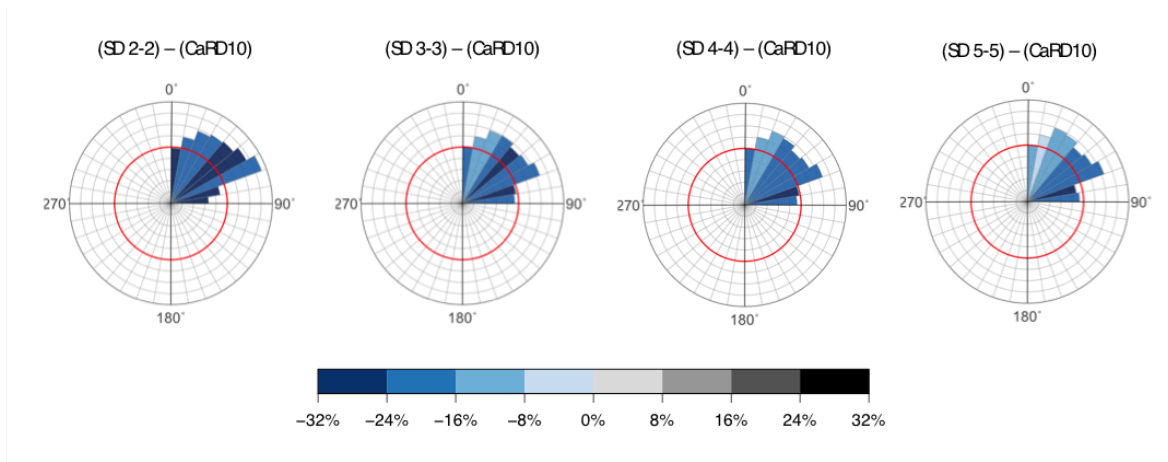 (SD 2-2) – (CaRD10) (SD 3-3) – (CaRD10) (SD 4-4) – (CaRD10) (SD 5-5) – (CaRD10)
0° 0° 0° 0°
270° 90° 270° 90° 270° 90° 270° 90°
180° 180° 180° 180°
−32% −24% −16% −8% 0% 8% 16% 24% 32%